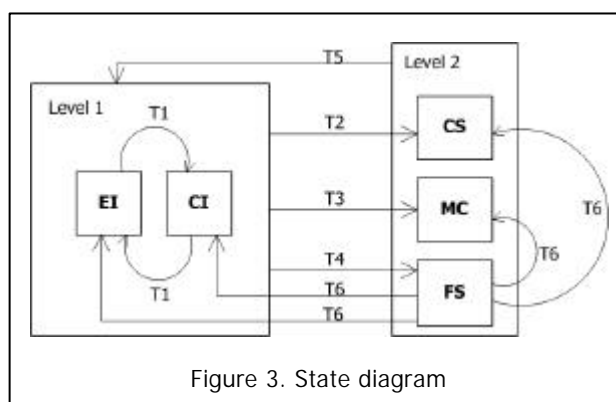 T5
Level 2
Level 1
T1
T2
CS
EI
CI
T3
MC
T6
T6
T4
T1
T6
FS
T6
Figure 3. State diagram